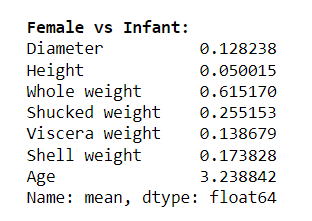 Female vs Infant:
Diameter 0.128238
Height 0.050015
Whole weight 0.615170
Shucked weight 0.255153
Viscera weight 0.138679
Shell weight 0.173828
Age 3.238842
Name: mean, dtype: float64